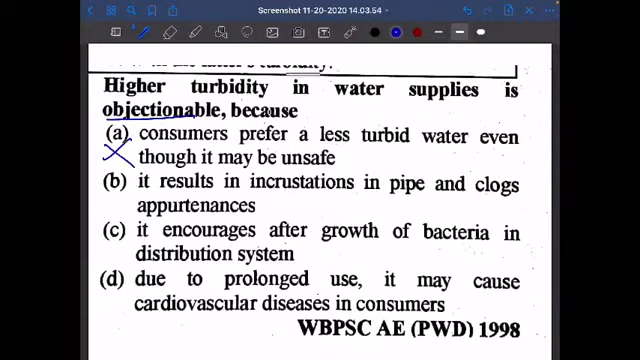 Screenshot 11-20-2020 14.03.54
Higher turbidity in water supplies is
objectionable, because
(a) consumers prefer a less turbid water even
though it may be unsafe
(b) it results in incrustations in pipe and clogs
appurtenances
(c) it encourages after growth of bacteria in
distribution system
(d) due to prolonged use, it may cause
cardiovascular diseases in consumers
WBPSC AE (PWD) 1998